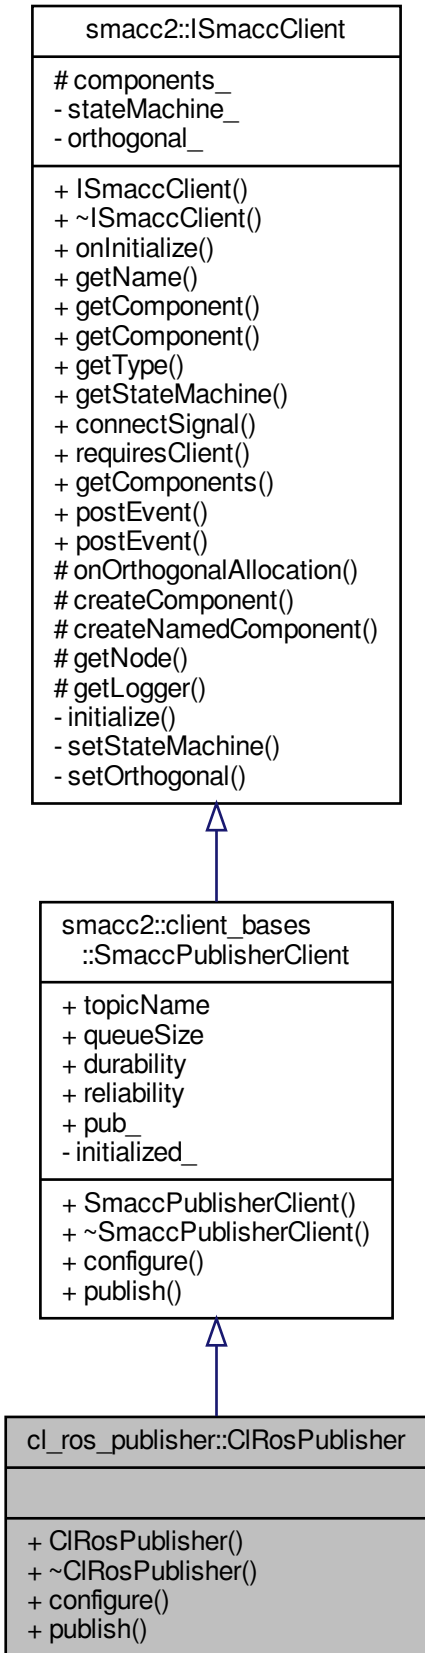 smacc2::ISmaccClient
# components_
- stateMachine_
- orthogonal_
+ ISmaccClient()
+ ~ISmaccClient()
+ onInitialize()
+ getName()
+ getComponent()
+ getComponent()
+ getType()
+ getStateMachine()
+ connectSignal()
+ requiresClient()
+ getComponents()
+ postEvent()
+ postEvent()
# onOrthogonalAllocation()
# createComponent()
# createNamedComponent()
# getNode()
# getLogger()
- initialize()
- setStateMachine()
- setOrthogonal()
smacc2::client_bases
::SmaccPublisherClient
+ topicName
+ queueSize
+ durability
+ reliability
+ pub_
- initialized_
+ SmaccPublisherClient()
+ ~SmaccPublisherClient()
+ configure()
+ publish()
cl_ros_publisher::ClRosPublisher
+ ClRosPublisher()
+ ~ClRosPublisher()
+ configure()
+ publish()